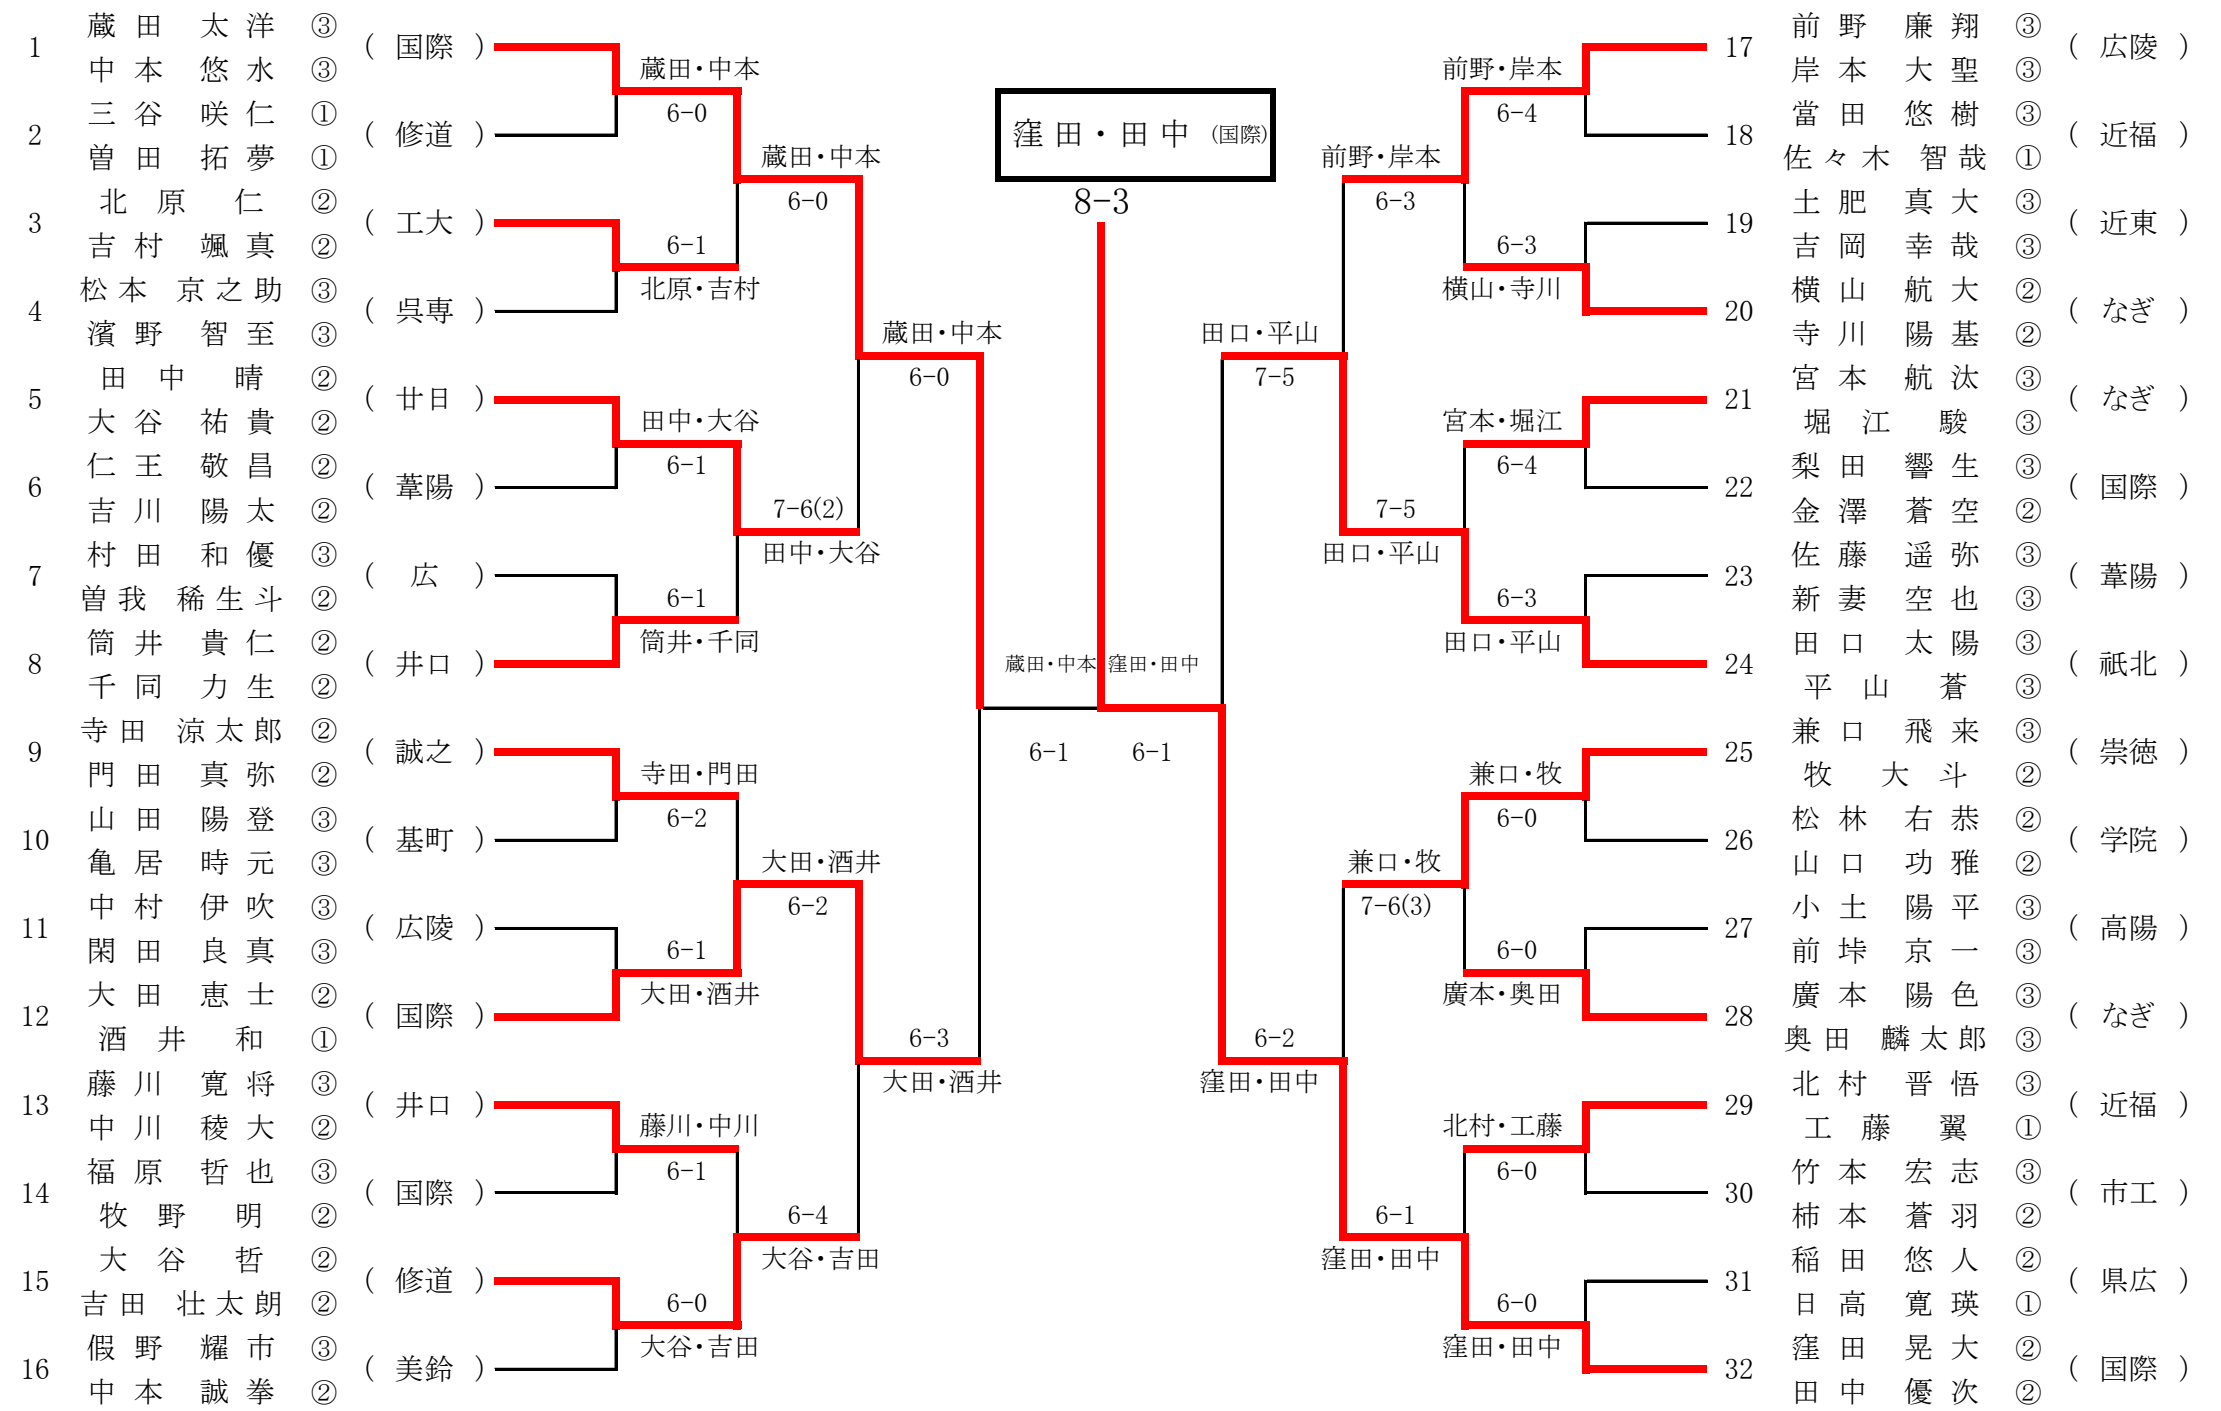 1 蔵田 太洋 ③ ( 国際 )
中本 悠水 ③
2 三谷 咲仁 ① ( 修道 )
曽田 拓夢 ①
3 北原 仁 ② ( 工大 )
吉村 颯真 ②
4 松本 京之助 ③ ( 呉専 )
濱野 智至 ③
5 田中 晴 ② ( 廿日 )
大谷 祐貴 ②
6 仁王 敬昌 ② ( 葦陽 )
吉川 陽太 ②
7 村田 和優 ③ ( 広 )
曽我 稀生斗 ②
8 筒井 貴仁 ② ( 井口 )
千同 力生 ②
9 寺田 涼太郎 ② ( 誠之 )
門田 真弥 ②
10 山田 陽登 ③ ( 基町 )
亀居 時元 ③
11 中村 伊吹 ③ ( 広陵 )
閑田 良真 ③
12 大田 恵士 ② ( 国際 )
酒井 和 ①
13 藤川 寛将 ③ ( 井口 )
中川 稜大 ②
14 福原 哲也 ③ ( 国際 )
牧野 明 ②
15 大谷 哲 ② ( 修道 )
吉田 壮太朗 ②
16 假野 耀市 ③ ( 美鈴 )
中本 誠拳 ②
蔵田・中本
6-0
6-1
北原・吉村
田中・大谷
6-1
6-1
筒井・千同
寺田・門田
6-2
6-1
大田・酒井
藤川・中川
6-1
6-0
大谷・吉田
蔵田・中本
6-0
7-6(2)
田中・大谷
大田・酒井
6-2
6-4
大谷・吉田
蔵田・中本
6-0
6-3
大田・酒井
窪田・田中 (国際)
8-3
蔵田・中本 窪田・田中
6-1 6-1
田口・平山
7-5
6-2
窪田・田中
前野・岸本
6-3
7-5
田口・平山
兼口・牧
7-6(3)
6-1
窪田・田中
前野・岸本
6-4
6-3
横山・寺川
宮本・堀江
6-4
6-3
田口・平山
兼口・牧
6-0
6-0
廣本・奥田
北村・工藤
6-0
6-0
窪田・田中
17 前野 廉翔 ③ ( 広陵 )
岸本 大聖 ③
18 當田 悠樹 ③ ( 近福 )
佐々木 智哉 ①
19 土肥 真大 ③ ( 近東 )
吉岡 幸哉 ③
20 横山 航大 ② ( なぎ )
寺川 陽基 ②
21 宮本 航汰 ③ ( なぎ )
堀江 駿 ③
22 梨田 響生 ③ ( 国際 )
金澤 蒼空 ②
23 佐藤 遥弥 ③ ( 葦陽 )
新妻 空也 ③
24 田口 太陽 ③ ( 祇北 )
平山 蒼 ③
25 兼口 飛来 ③ ( 崇徳 )
牧 大斗 ②
26 松林 右恭 ② ( 学院 )
山口 功雅 ②
27 小土 陽平 ③ ( 高陽 )
前垰 京一 ③
28 廣本 陽色 ③ ( なぎ )
奥田 麟太郎 ③
29 北村 晋悟 ③ ( 近福 )
工藤 翼 ①
30 竹本 宏志 ③ ( 市工 )
柿本 蒼羽 ②
31 稲田 悠人 ② ( 県広 )
日高 寛瑛 ①
32 窪田 晃大 ② ( 国際 )
田中 優次 ②